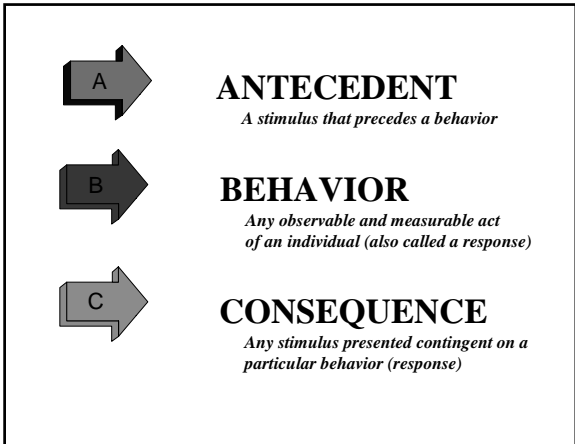 A
ANTECEDENT
A stimulus that precedes a behavior
B
BEHAVIOR
Any observable and measurable act
of an individual (also called a response)
C
CONSEQUENCE
Any stimulus presented contingent on a
particular behavior (response)